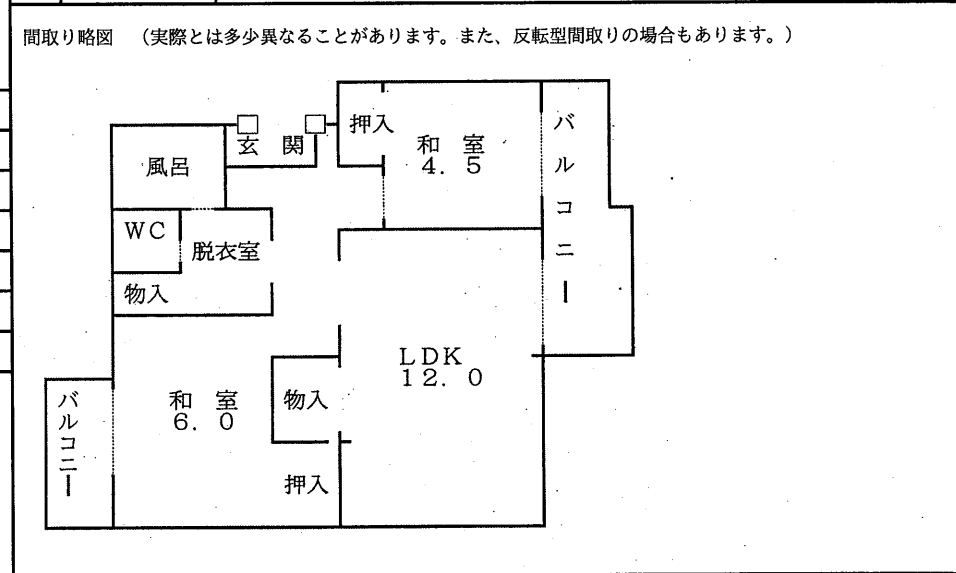 間取り略図　（実際とは多少異なることがあります。また、反転型間取りの場合もあります。）
押入
和　室
４．５
バルコニー
玄　関
風呂
ＷＣ
脱衣室
物入
ＬＤＫ
１２．０
バルコニー
和　室
６．０
物入
押入